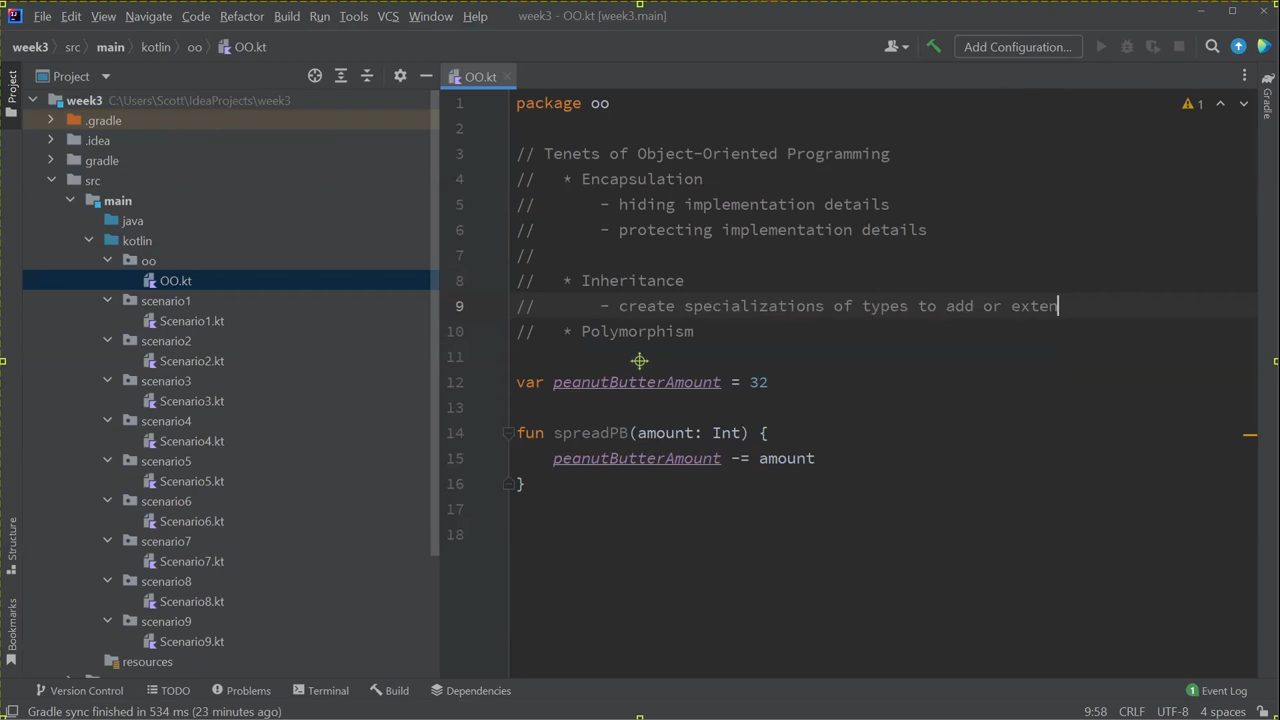 File Edit View Navigate Code Refactor Build Run Tools VCS Window Help week3 - OO.kt [week3.main]
week3 src main kotlin oo OO.kt Add Configuration...
Project OO.kt
week3 C:\Users\Scott\IdeaProjects\week3
.gradle
.idea
gradle
src
main
java
kotlin
oo
OO.kt
scenario1
Scenario1.kt
scenario2
Scenario2.kt
scenario3
Scenario3.kt
scenario4
Scenario4.kt
scenario5
Scenario5.kt
scenario6
Scenario6.kt
scenario7
Scenario7.kt
scenario8
Scenario8.kt
scenario9
Scenario9.kt
resources
Project
Structure
Bookmarks
1 package oo
2
3 // Tenets of Object-Oriented Programming
4 //   * Encapsulation
5 //       - hiding implementation details
6 //       - protecting implementation details
7 //
8 //   * Inheritance
9 //       - create specializations of types to add or exten
10 //   * Polymorphism
11
12 var peanutButterAmount = 32
13
14 fun spreadPB(amount: Int) {
15     peanutButterAmount -= amount
16 }
17
18
1
Gradle
Version Control TODO Problems Terminal Build Dependencies 1 Event Log
Gradle sync finished in 534 ms (23 minutes ago) 9:58 CRLF UTF-8 4 spaces